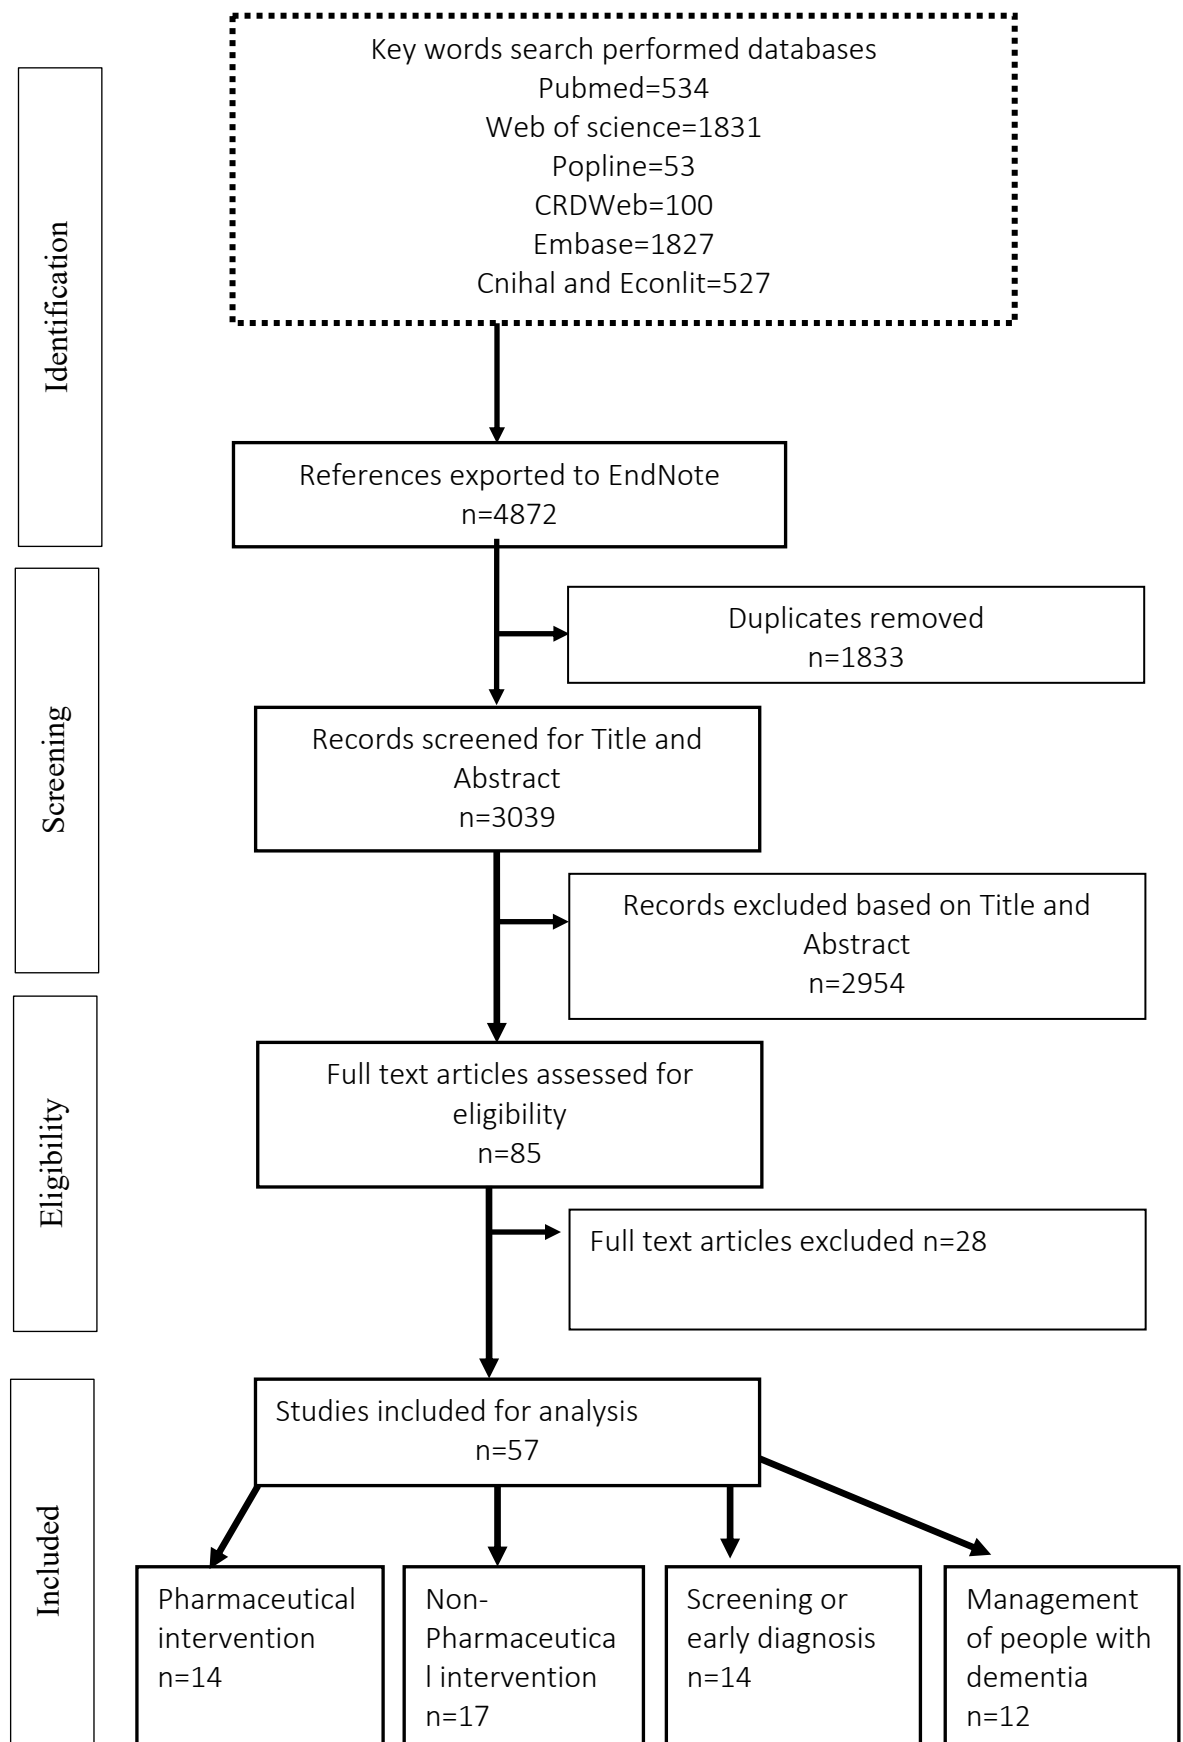 Key words search performed databases
Pubmed=534
Web of science=1831
Popline=53
CRDWeb=100
Embase=1827
Cnihal and Econlit=527
Identification
References exported to EndNote
n=4872
Duplicates removed
n=1833
Screening
Records screened for Title and
Abstract
n=3039
Records excluded based on Title and
Abstract
n=2954
Eligibility
Full text articles assessed for
eligibility
n=85
Full text articles excluded n=28
Included
Studies included for analysis
n=57
Pharmaceutical
intervention
n=14
Non-
Pharmaceutica
l intervention
n=17
Screening or
early diagnosis
n=14
Management
of people with
dementia
n=12